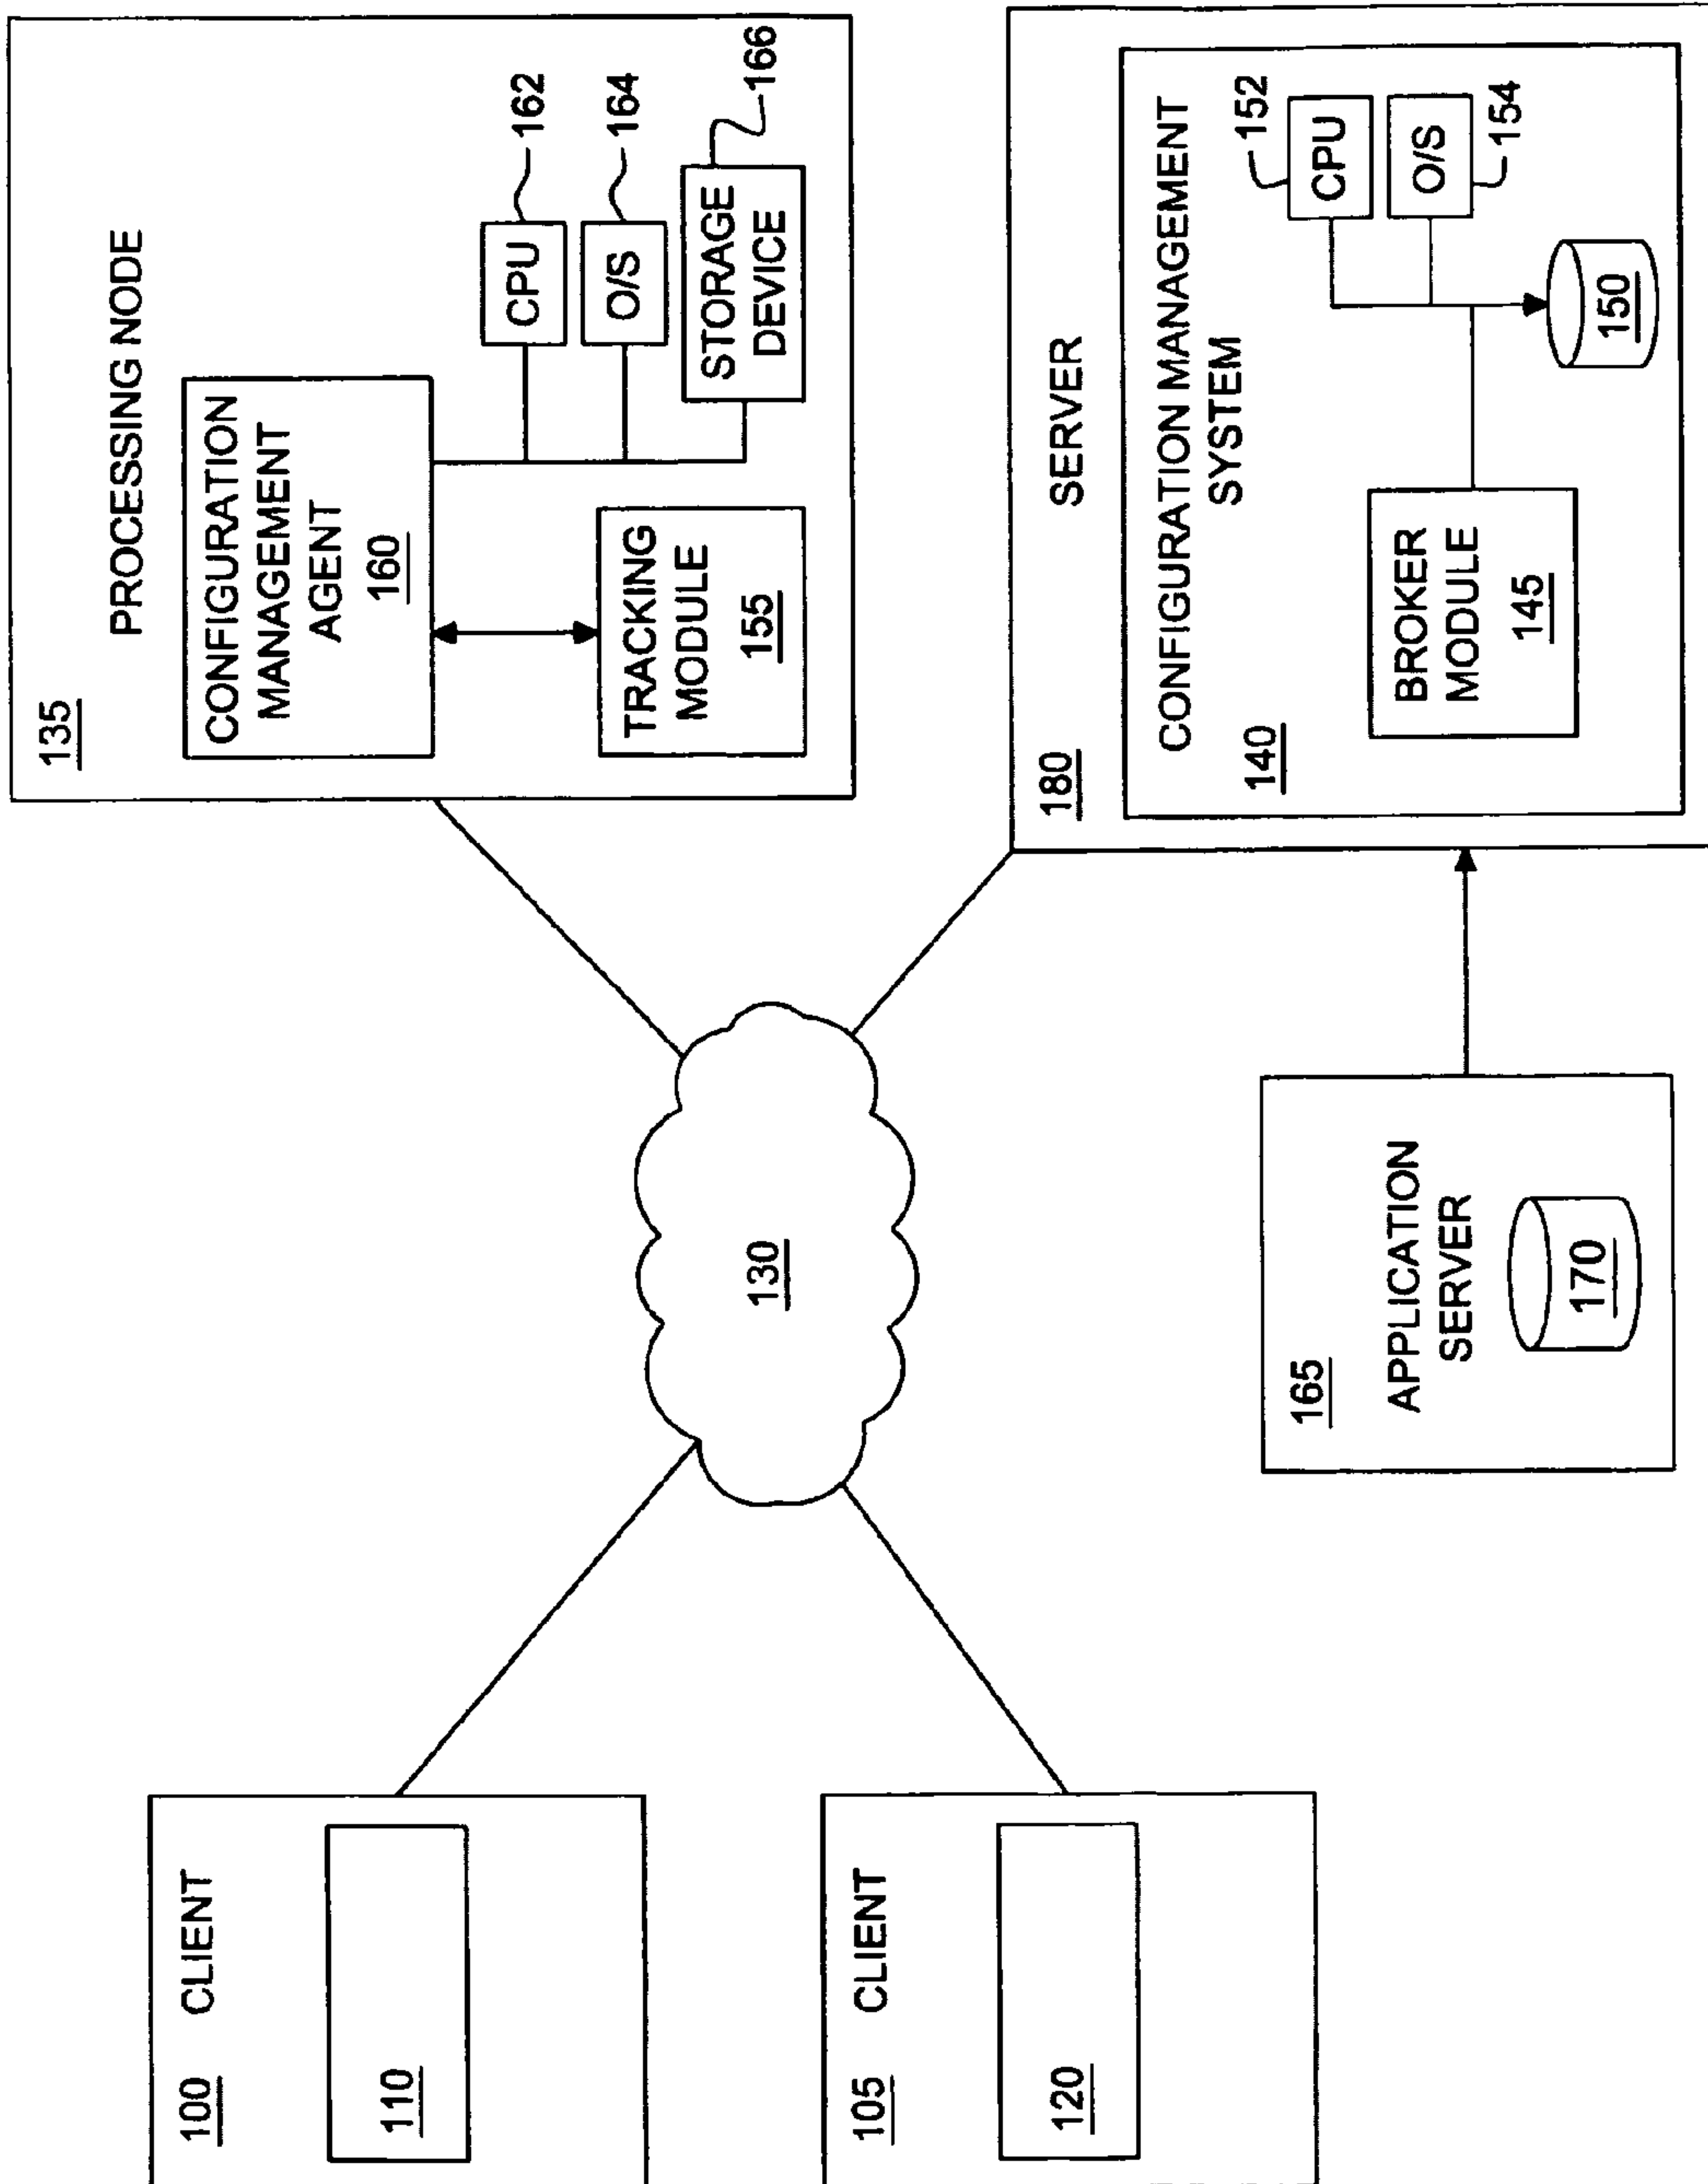 100 CLIENT
110
105 CLIENT
120
130
135
PROCESSING NODE
CONFIGURATION
MANAGEMENT
AGENT
160
TRACKING
MODULE
155
CPU
162
O/S
164
STORAGE
DEVICE
166
165
APPLICATION
SERVER
170
180
SERVER
140
CONFIGURATION MANAGEMENT
SYSTEM
BROKER
MODULE
145
152
CPU
O/S
154
150